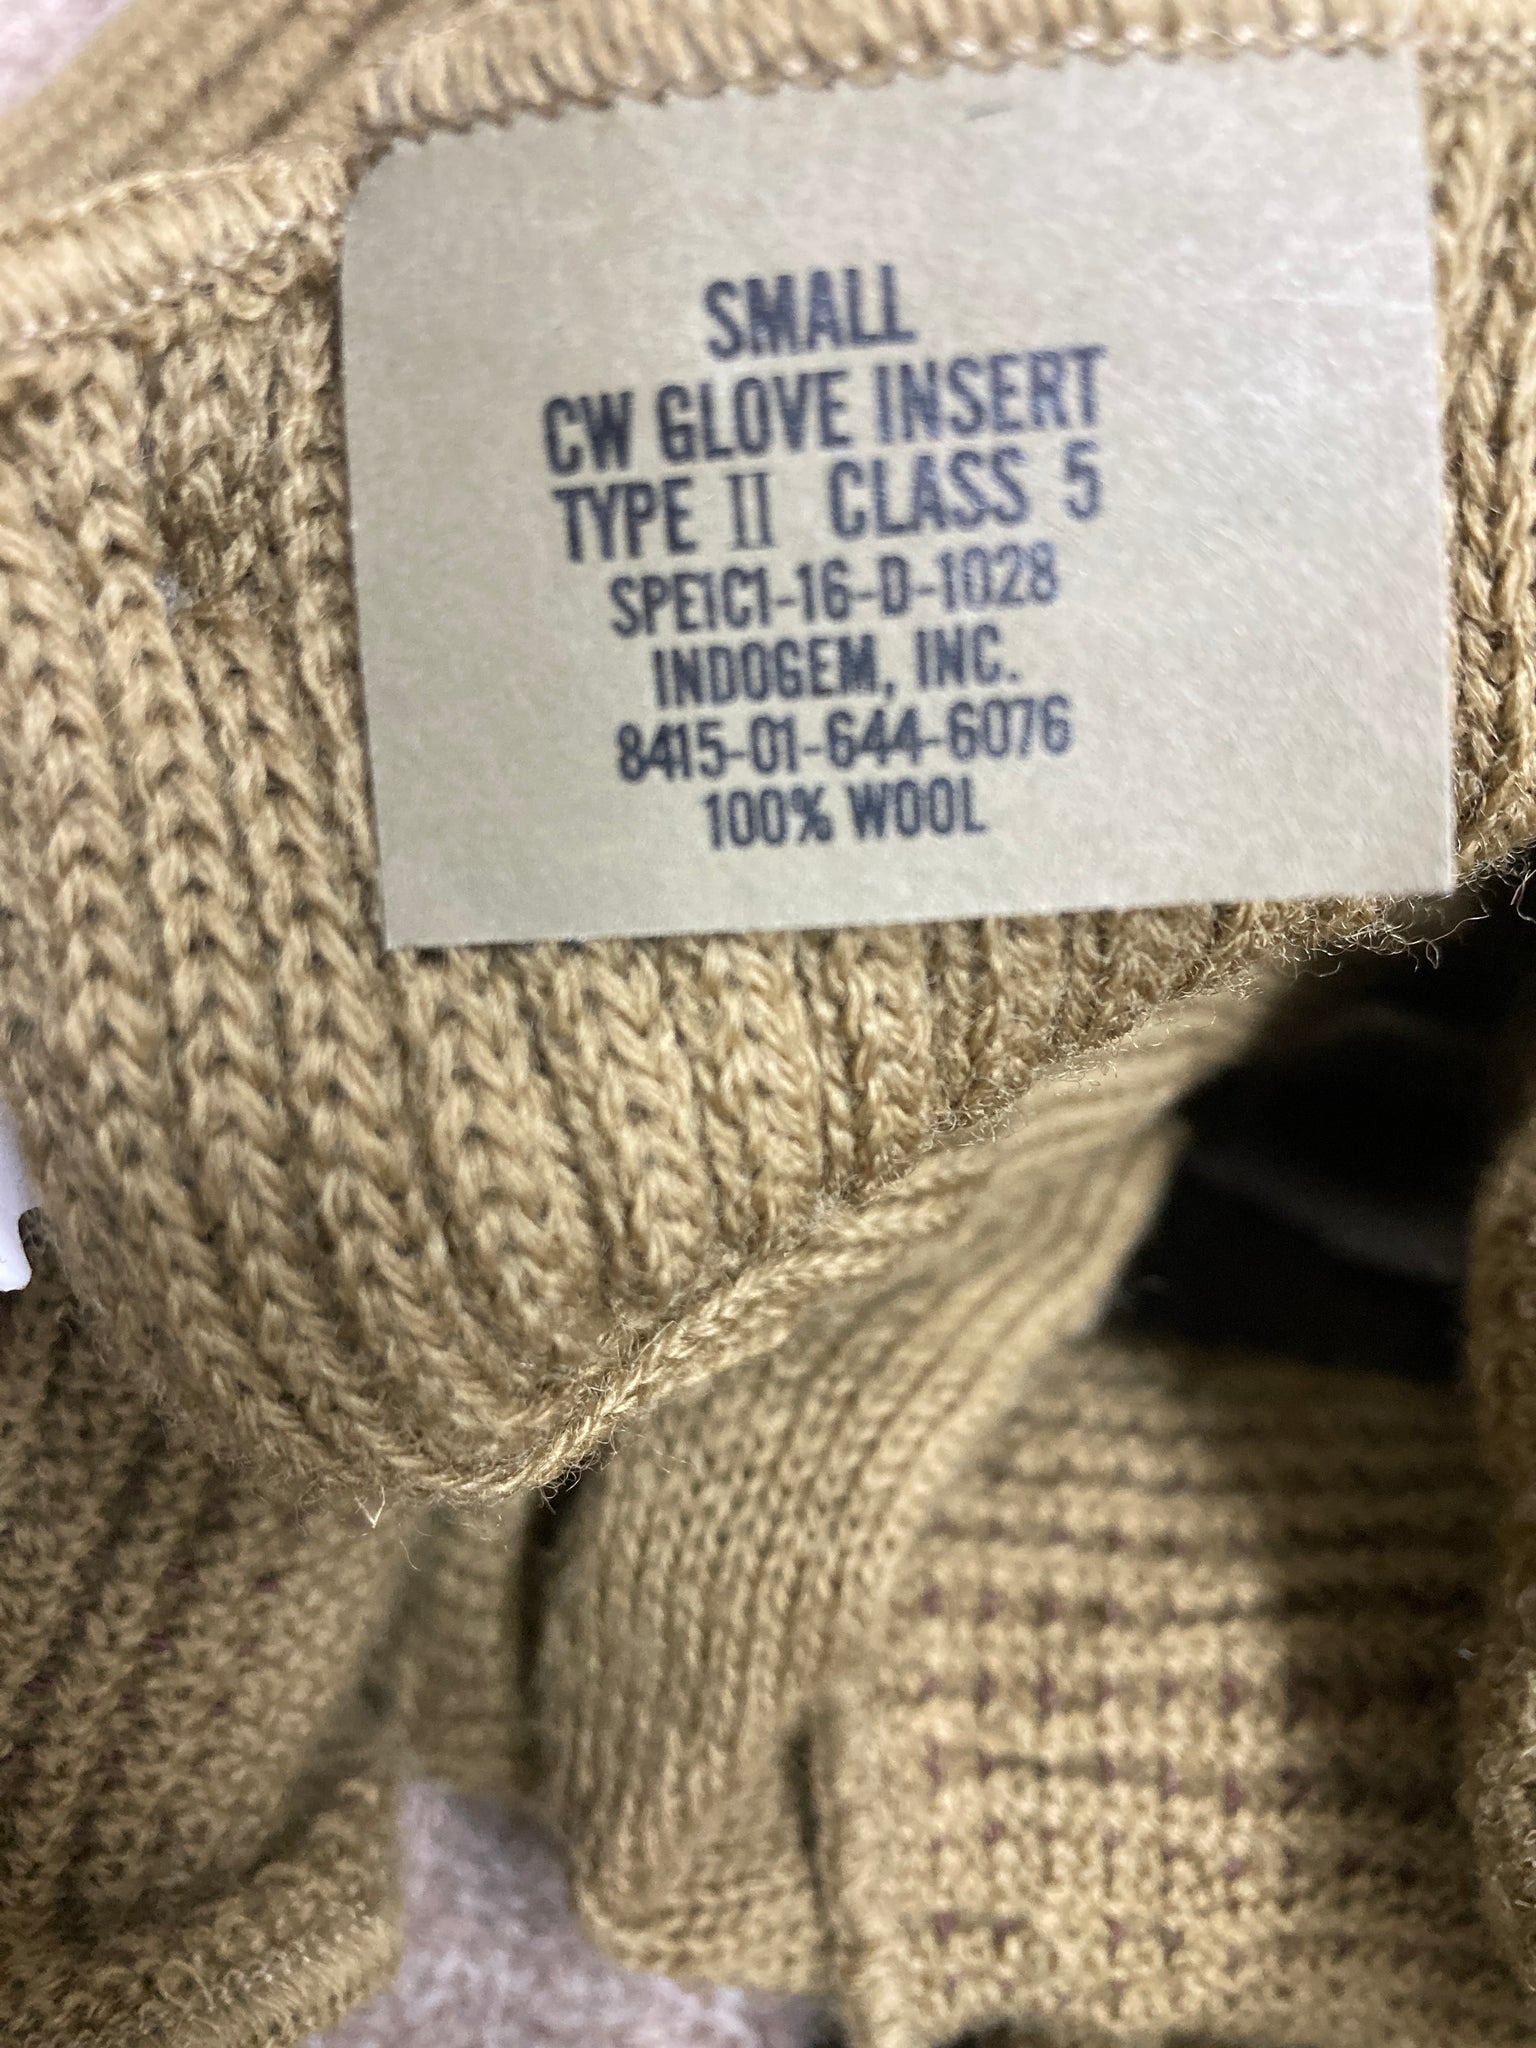 SMALL
CW GLOVE INSERT
TYPE II CLASS 5
SPE1C1-16-D-1028
INDOGEM, INC.
8415-01-644-6076
100% WOOL